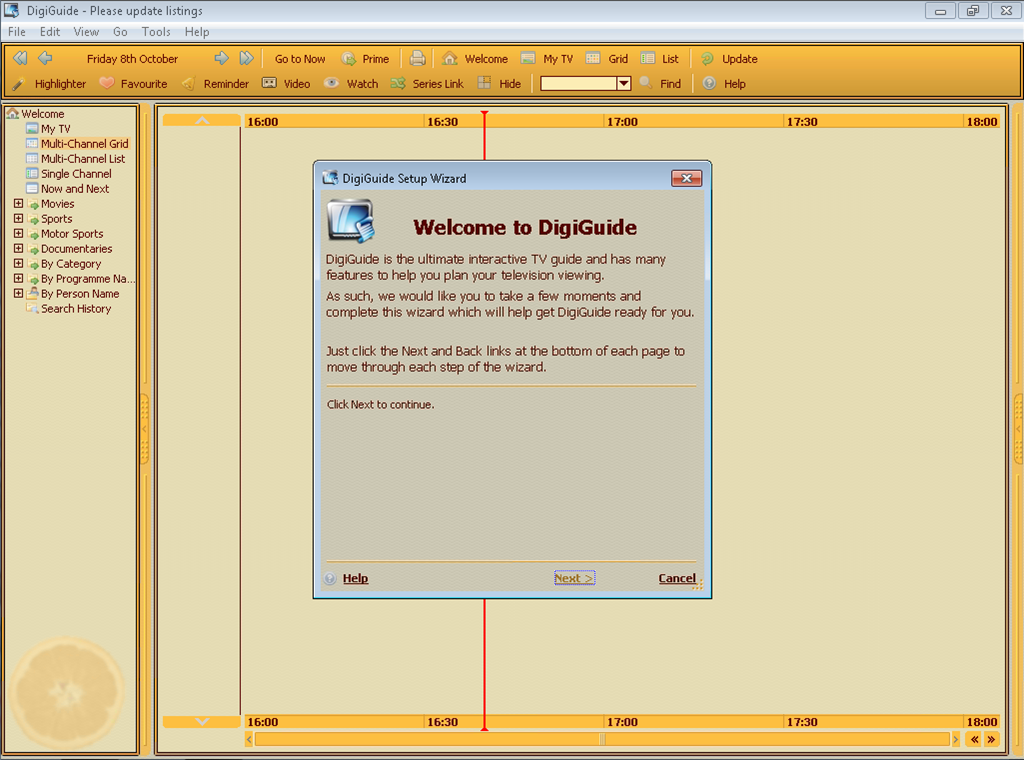 DigiGuide - Please update listings
File Edit View Go Tools Help
Friday 8th October Go to Now Prime Welcome My TV Grid List Update
Highlighter Favourite Reminder Video Watch Series Link Hide Find Help
Welcome
My TV
Multi-Channel Grid
Multi-Channel List
Single Channel
Now and Next
Movies
Sports
Motor Sports
Documentaries
By Category
By Programme Na...
By Person Name
Search History
16:00 16:30 17:00 17:30 18:00
DigiGuide Setup Wizard
Welcome to DigiGuide
DigiGuide is the ultimate interactive TV guide and has many
features to help you plan your television viewing.
As such, we would like you to take a few moments and
complete this wizard which will help get DigiGuide ready for you.
Just click the Next and Back links at the bottom of each page to
move through each step of the wizard.
Click Next to continue.
Help Next > Cancel
16:00 16:30 17:00 17:30 18:00